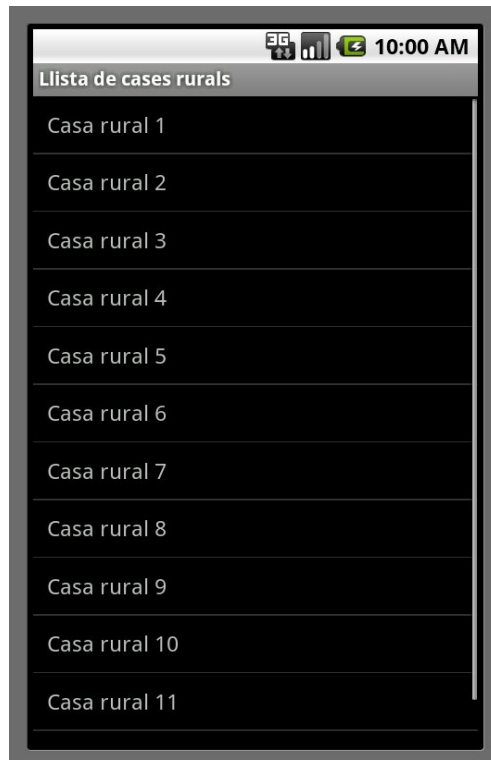 3G 10:00 AM
Llista de cases rurals
Casa rural 1
Casa rural 2
Casa rural 3
Casa rural 4
Casa rural 5
Casa rural 6
Casa rural 7
Casa rural 8
Casa rural 9
Casa rural 10
Casa rural 11